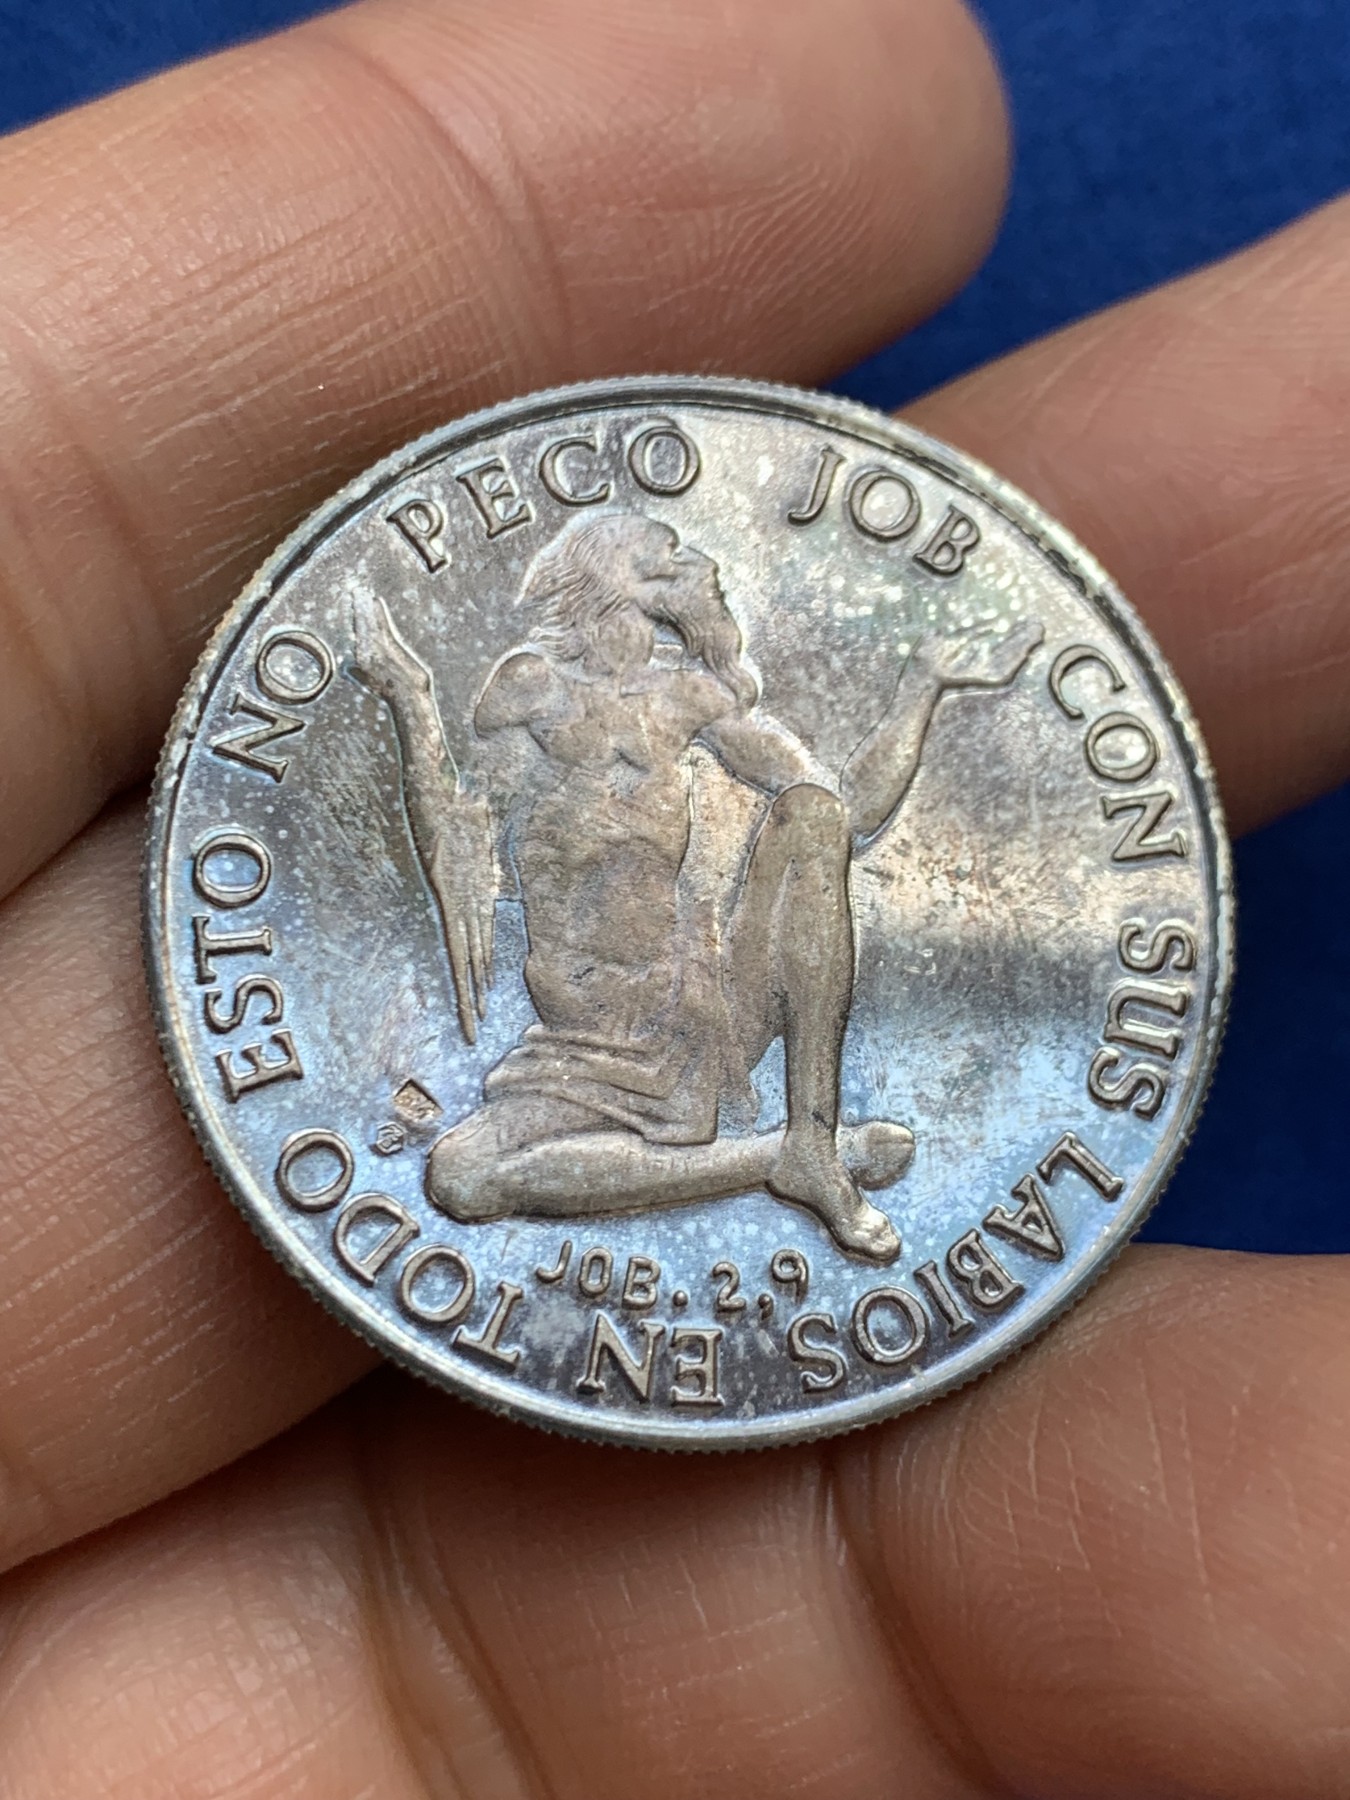 EN TODO ESTO NO PECO JOB CON SUS LABIOS
JOB. 2,9